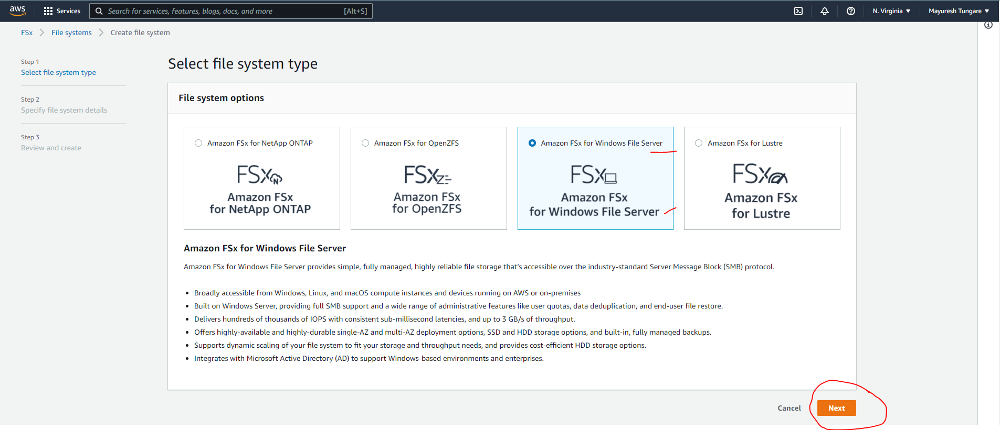 aws Services Search for services, features, blogs, docs, and more [Alt+S] N. Virginia ▼ Mayuresh Tungare ▼
FSx > File systems > Create file system
Step 1
Select file system type
Step 2
Specify file system details
Step 3
Review and create
Select file system type
File system options
Amazon FSx for NetApp ONTAP
FSx N
Amazon FSx
for NetApp ONTAP
Amazon FSx for OpenZFS
FSx Z
Amazon FSx
for OpenZFS
Amazon FSx for Windows File Server
FSx
Amazon FSx
for Windows File Server
Amazon FSx for Lustre
FSx
Amazon FSx
for Lustre
Amazon FSx for Windows File Server
Amazon FSx for Windows File Server provides simple, fully managed, highly reliable file storage that's accessible over the industry-standard Server Message Block (SMB) protocol.
• Broadly accessible from Windows, Linux, and macOS compute instances and devices running on AWS or on-premises
• Built on Windows Server, providing full SMB support and a wide range of administrative features like user quotas, data deduplication, and end-user file restore.
• Delivers hundreds of thousands of IOPS with consistent sub-millisecond latencies, and up to 3 GB/s of throughput.
• Offers highly-available and highly-durable single-AZ and multi-AZ deployment options, SSD and HDD storage options, and built-in, fully managed backups.
• Supports dynamic scaling of your file system to fit your storage and throughput needs, and provides cost-efficient HDD storage options.
• Integrates with Microsoft Active Directory (AD) to support Windows-based environments and enterprises.
Cancel Next